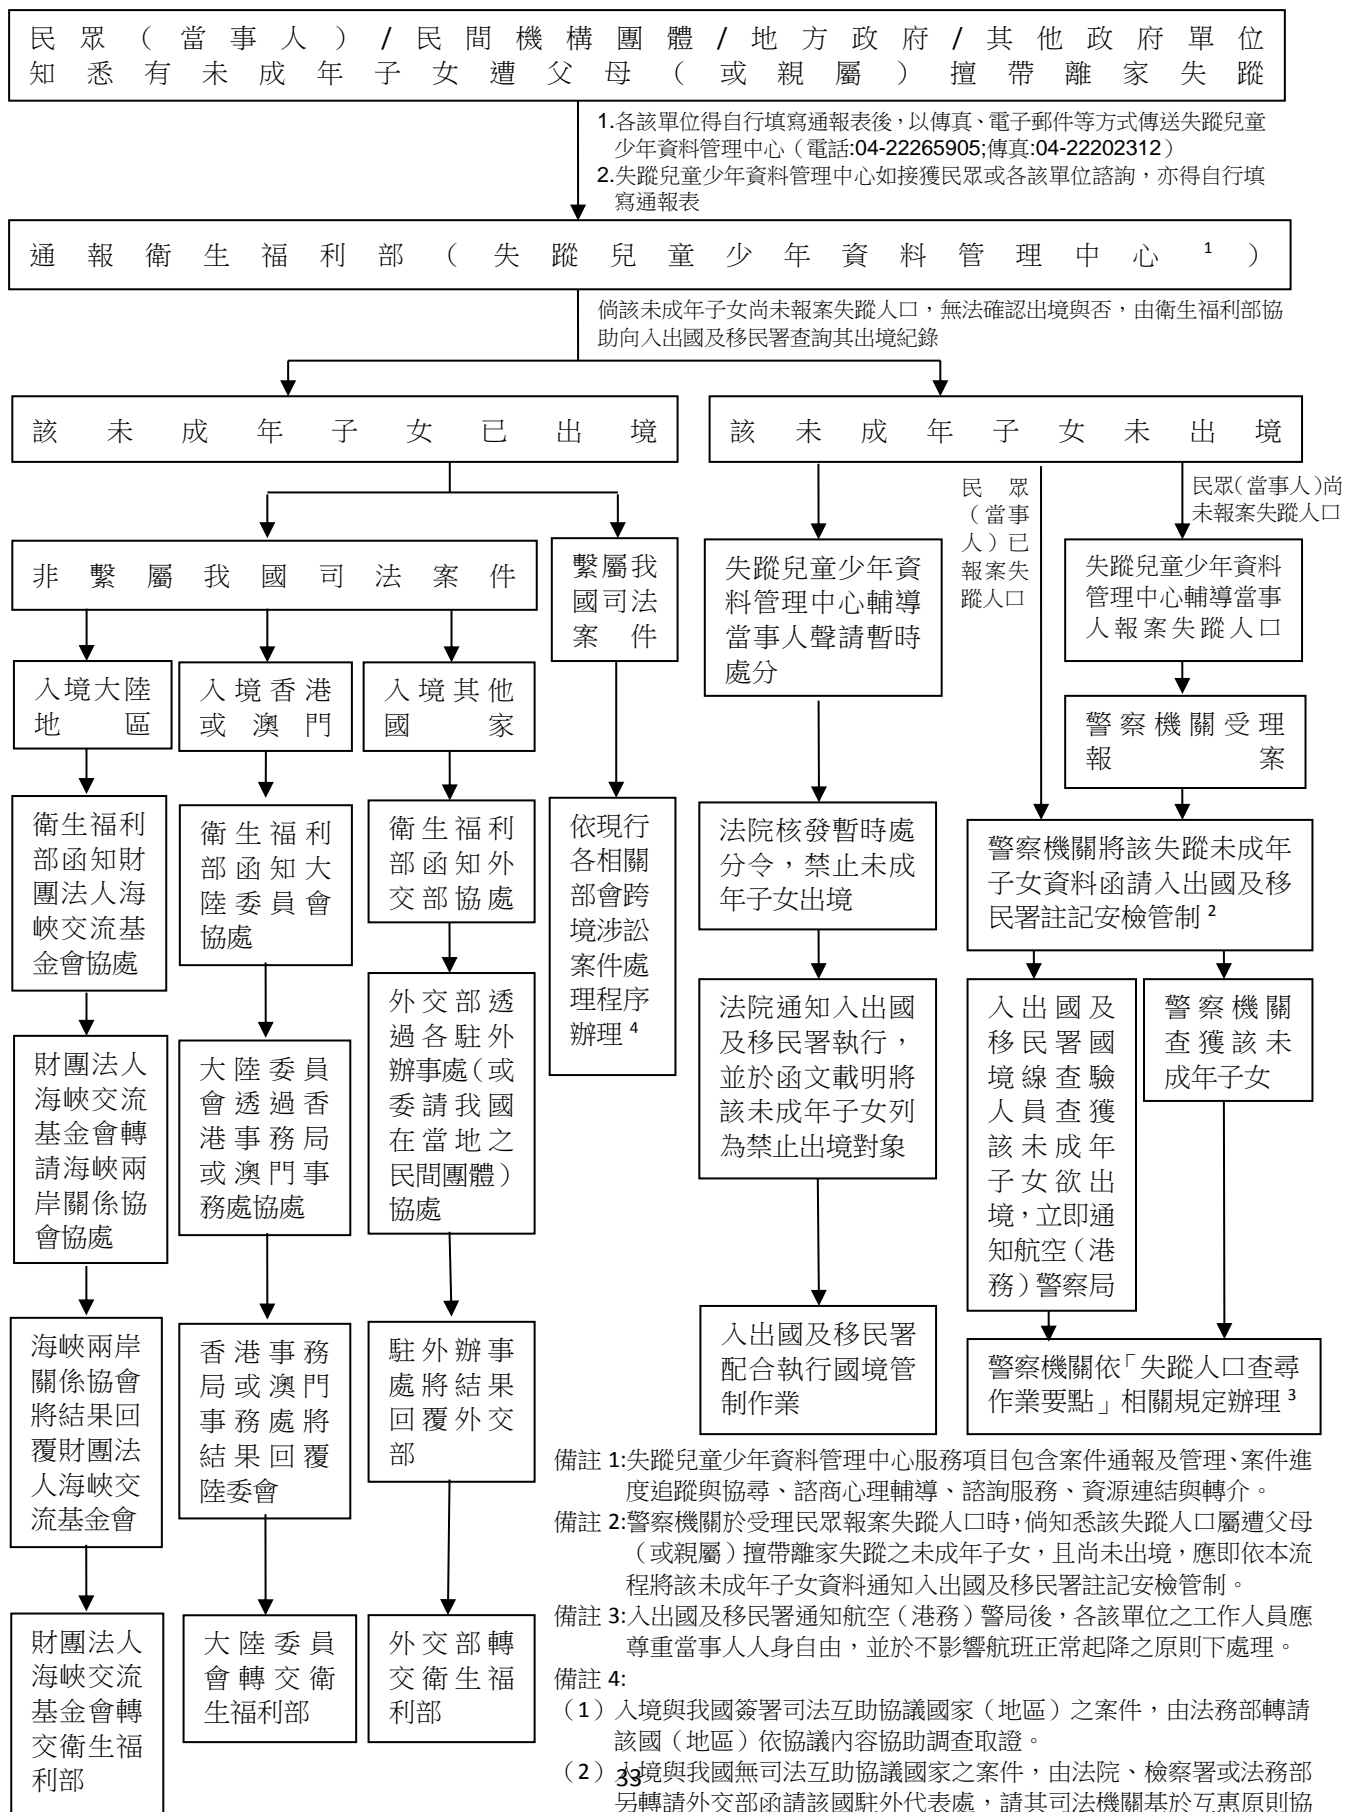 民眾（當事人）/民間機構團體/地方政府/其他政府單位
知悉有未成年子女遭父母（或親屬）擅帶離家失蹤
1.各該單位得自行填寫通報表後，以傳真、電子郵件等方式傳送失蹤兒童
少年資料管理中心（電話:04-22265905;傳真:04-22202312）
2.失蹤兒童少年資料管理中心如接獲民眾或各該單位諮詢，亦得自行填
寫通報表
通報衛生福利部（失蹤兒童少年資料管理中心1）
倘該未成年子女尚未報案失蹤人口，無法確認出境與否，由衛生福利部協
助向入出國及移民署查詢其出境紀錄
該未成年子女已出境
該未成年子女未出境
非繫屬我國司法案件
繫屬我
國司法
案件
入境大陸
地區
入境香港
或澳門
入境其他
國家
衛生福利
部函知財
團法人海
峽交流基
金會協處
衛生福利
部函知大
陸委員會
協處
衛生福利
部函知外
交部協處
依現行
各相關
部會跨
境涉訟
案件處
理程序
辦理4
財團法人
海峽交流
基金會轉
請海峽兩
岸關係協
會協處
大陸委員
會透過香
港事務局
或澳門事
務處協處
外交部透
過各駐外
辦事處（或
委請我國
在當地之
民間團體）
協處
海峽兩岸
關係協會
將結果回
覆財團法
人海峽交
流基金會
香港事務
局或澳門
事務處將
結果回覆
陸委會
駐外辦事
處將結果
回覆外交
部
財團法人
海峽交流
基金會轉
交衛生福
利部
大陸委員
會轉交衛
生福利部
外交部轉
交衛生福
利部
失蹤兒童少年資
料管理中心輔導
當事人聲請暫時
處分
法院核發暫時處
分令，禁止未成
年子女出境
法院通知入出國
及移民署執行，
並於函文載明將
該未成年子女列
為禁止出境對象
入出國及移民署
配合執行國境管
制作業
民眾
（當事
人）已
報案失
蹤人口
民眾（當事人）尚
未報案失蹤人口
失蹤兒童少年資料
管理中心輔導當事
人報案失蹤人口
警察機關受理
報案
警察機關將該失蹤未成年
子女資料函請入出國及移
民署註記安檢管制2
入出國及
移民署國
境線查驗
人員查獲
該未成年
子女欲出
境，立即通
知航空（港
務）警察局
警察機關
查獲該未
成年子女
警察機關依「失蹤人口查尋
作業要點」相關規定辦理3
備註 1:失蹤兒童少年資料管理中心服務項目包含案件通報及管理、案件進
度追蹤與協尋、諮商心理輔導、諮詢服務、資源連結與轉介。
備註 2:警察機關於受理民眾報案失蹤人口時，倘知悉該失蹤人口屬遭父母
（或親屬）擅帶離家失蹤之未成年子女，且尚未出境，應即依本流
程將該未成年子女資料通知入出國及移民署註記安檢管制。
備註 3:入出國及移民署通知航空（港務）警局後，各該單位之工作人員應
尊重當事人人身自由，並於不影響航班正常起降之原則下處理。
備註 4:
（1）入境與我國簽署司法互助協議國家（地區）之案件，由法務部轉請
該國（地區）依協議內容協助調查取證。
（2）入境與我國無司法互助協議國家之案件，由法院、檢察署或法務部
另轉請外交部函請該國駐外代表處，請其司法機關基於互惠原則協
33